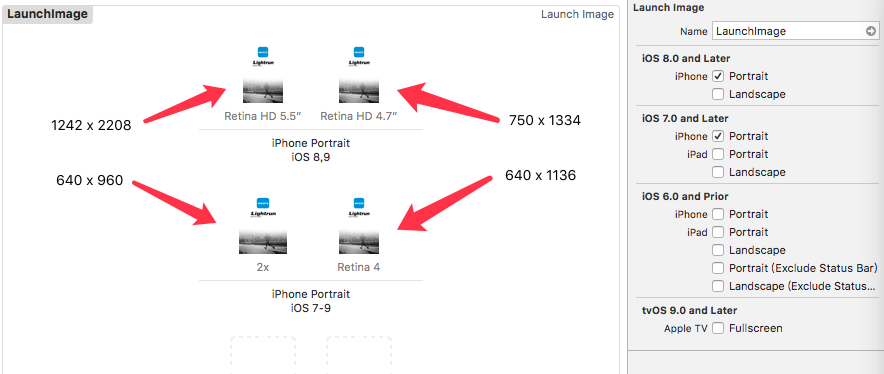 LaunchImage
Launch Image
Lightrun
Lightrun
Retina HD 5.5”
Retina HD 4.7”
1242 x 2208
750 x 1334
iPhone Portrait
iOS 8,9
640 x 960
640 x 1136
Lightrun
Lightrun
2x
Retina 4
iPhone Portrait
iOS 7-9
Launch Image
Name
LaunchImage
iOS 8.0 and Later
iPhone Portrait
Landscape
iOS 7.0 and Later
iPhone Portrait
iPad Portrait
Landscape
iOS 6.0 and Prior
iPhone Portrait
iPad Portrait
Landscape
Portrait (Exclude Status Bar)
Landscape (Exclude Status...
tvOS 9.0 and Later
Apple TV Fullscreen